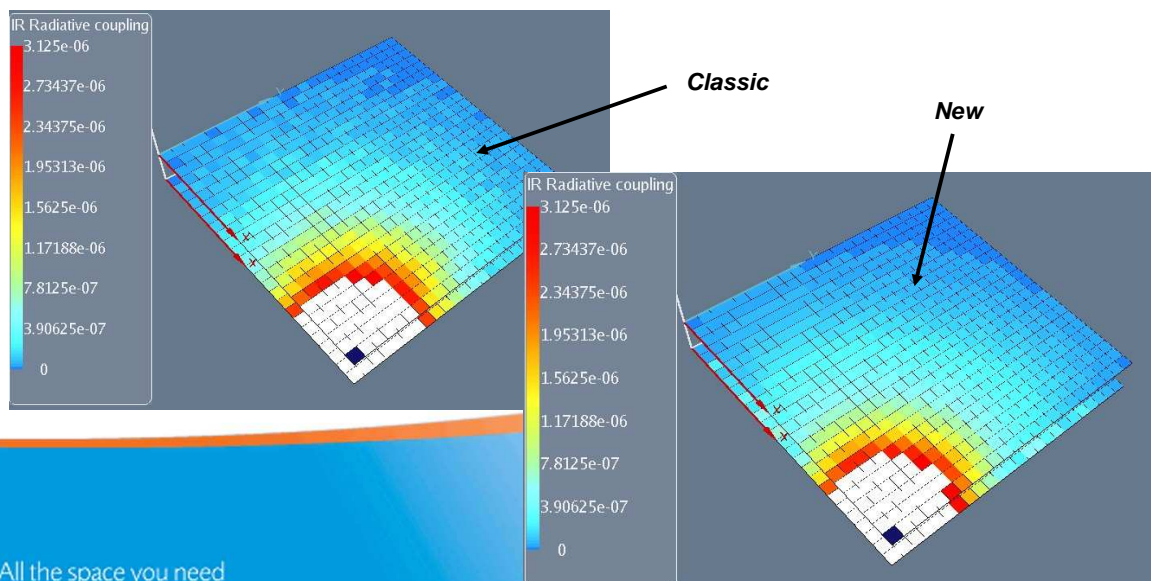 IR Radiative coupling
3.125e-06
2.73437e-06
2.34375e-06
1.95313e-06
1.5625e-06
1.17188e-06
7.8125e-07
3.90625e-07
0
Y
X
X
Classic
New
IR Radiative coupling
3.125e-06
2.73437e-06
2.34375e-06
1.95313e-06
1.5625e-06
1.17188e-06
7.8125e-07
3.90625e-07
0
Y
X
X
All the space you need